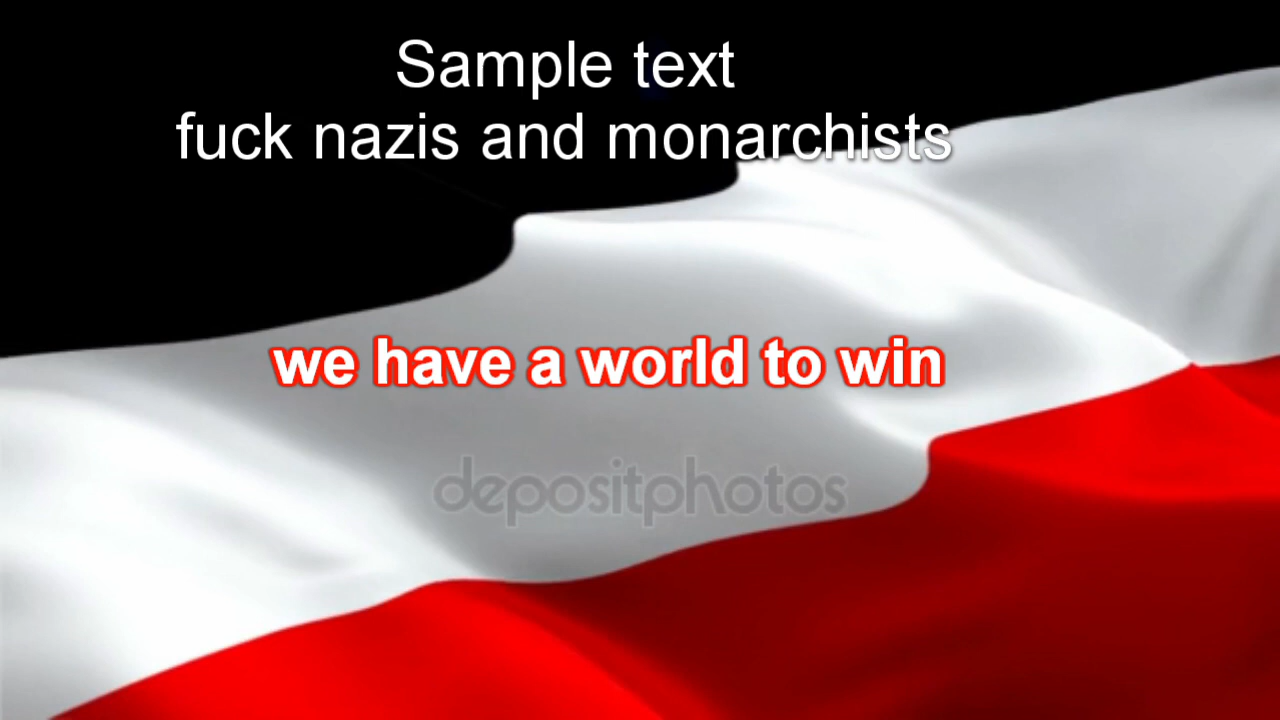 Sample text
fuck nazis and monarchists
we have a world to win
depositphotos